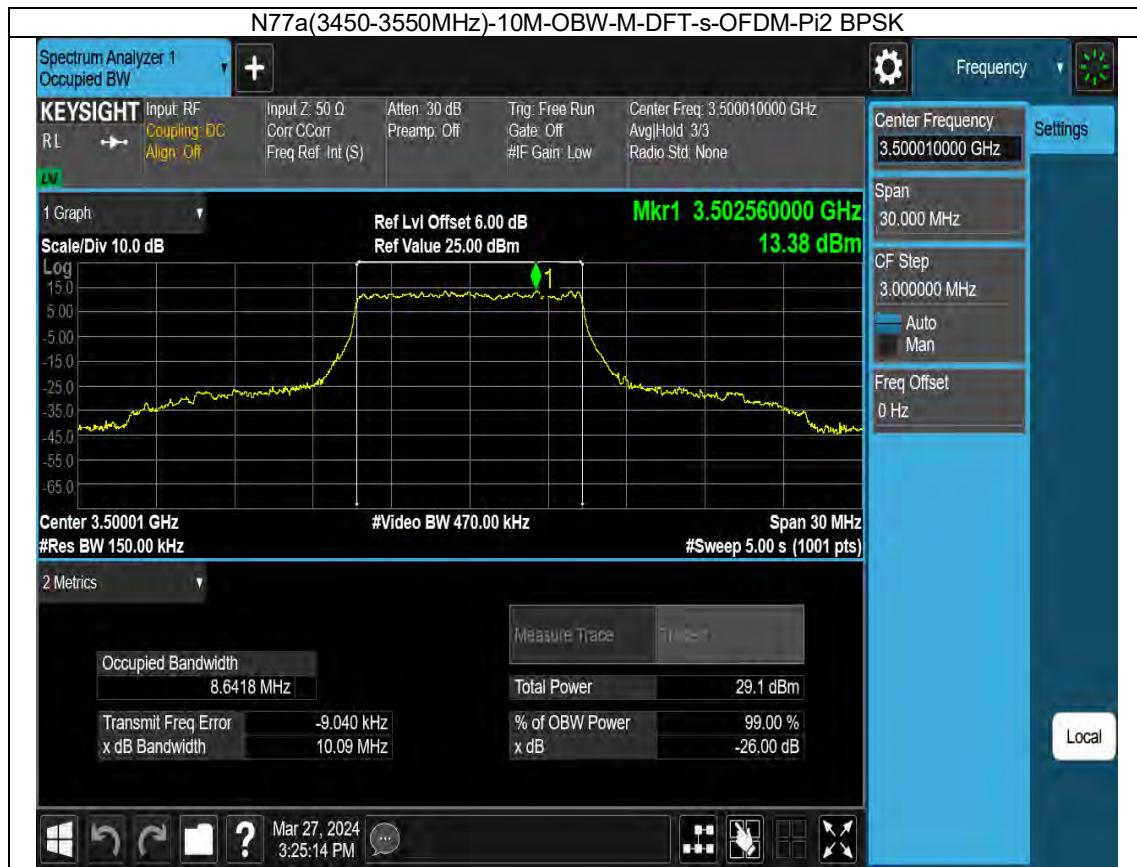 N77a(3450-3550MHz)-10M-OBW-M-DFT-s-OFDM-Pi2 BPSK
Spectrum Analyzer 1
Occupied BW
+
Frequency
KEYSIGHT
RL
Input: RF
Coupling: DC
Align: Off
Input Z: 50 Ω
Corr CCorr
Freq Ref: Int (S)
Atten: 30 dB
Preamp: Off
Trig: Free Run
Gate: Off
#IF Gain: Low
Center Freq: 3.500010000 GHz
Avg|Hold: 3/3
Radio Std: None
1 Graph
Scale/Div 10.0 dB
Ref Lvl Offset 6.00 dB
Ref Value 25.00 dBm
Mkr1 3.502560000 GHz
13.38 dBm
Log
15.0
5.00
-5.00
-15.0
-25.0
-35.0
-45.0
-55.0
-65.0
1
Center 3.50001 GHz
#Res BW 150.00 kHz
#Video BW 470.00 kHz
Span 30 MHz
#Sweep 5.00 s (1001 pts)
2 Metrics
Measure Trace
Occupied Bandwidth
8.6418 MHz
Transmit Freq Error -9.040 kHz
x dB Bandwidth 10.09 MHz
Total Power 29.1 dBm
% of OBW Power 99.00 %
x dB -26.00 dB
Center Frequency
3.500010000 GHz
Span
30.000 MHz
CF Step
3.000000 MHz
Auto
Man
Freq Offset
0 Hz
Settings
Local
?
Mar 27, 2024
3:25:14 PM